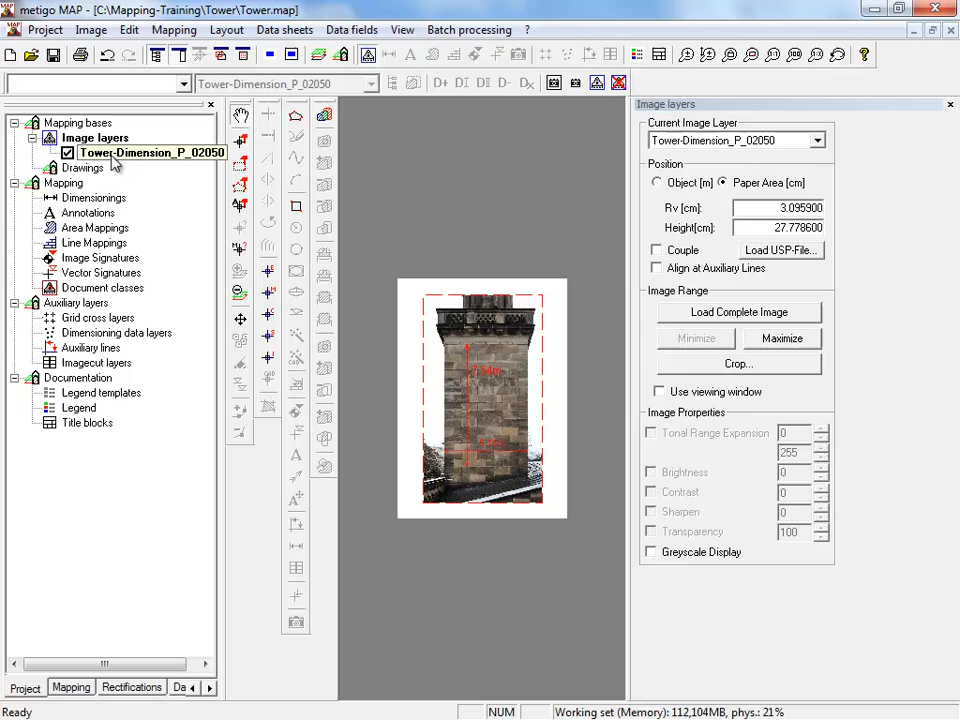 metigo MAP - [C:\Mapping-Training\Tower\Tower.map]
Project Image Edit Mapping Layout Data sheets Data fields View Batch processing ?
Tower-Dimension_P_02050
D+ D-
Mapping bases
Image layers
Tower-Dimension_P_02050
Drawings
Mapping
Dimensionings
Annotations
Area Mappings
Line Mappings
Image Signatures
Vector Signatures
Document classes
Auxiliary layers
Grid cross layers
Dimensioning data layers
Auxiliary lines
Imagecut layers
Documentation
Legend templates
Legend
Title blocks
Project Mapping Rectifications Da
Image layers
Current Image Layer
Tower-Dimension_P_02050
Position
Object [m] Paper Area [cm]
Rv [cm]: 3.095900
Height[cm]: 27.778600
Couple Load USP-File...
Align at Auxiliary Lines
Image Range
Load Complete Image
Minimize Maximize
Crop...
Use viewing window
Image Properties
Tonal Range Expansion 0
255
Brightness 0
Contrast 0
Sharpen 0
Transparency 100
Greyscale Display
Ready NUM Working set (Memory): 112,104MB, phys.: 21%